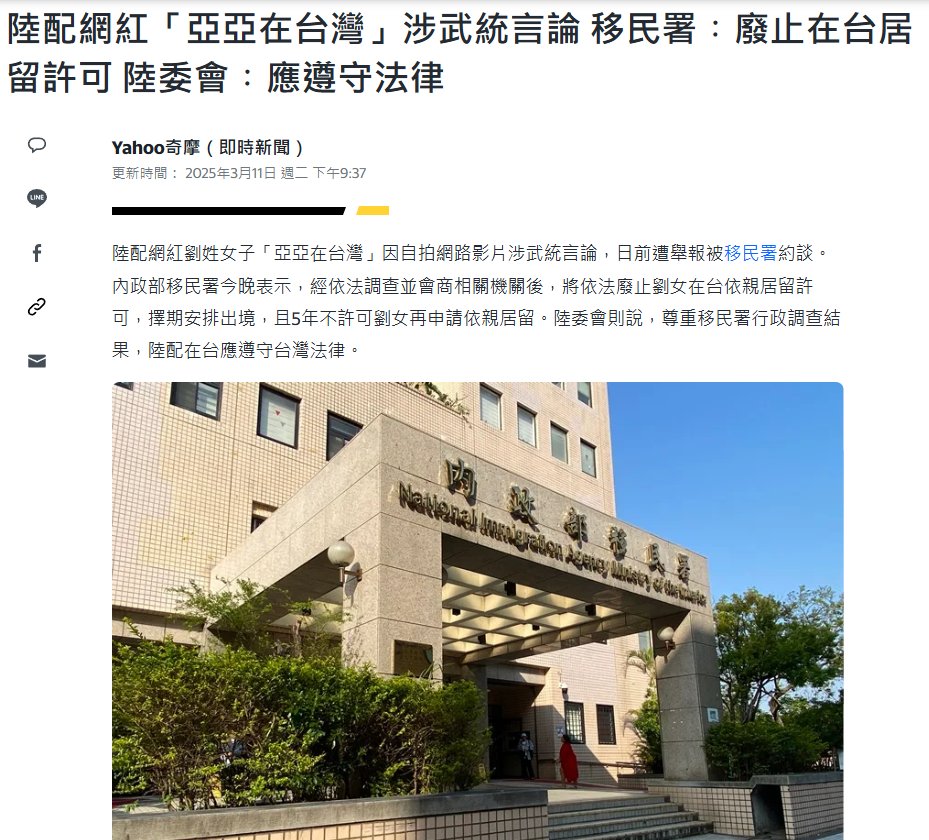 陸配網紅「亞亞在台灣」涉武統言論 移民署：廢止在台居
留許可 陸委會：應遵守法律
Yahoo奇摩（即時新聞）
更新時間： 2025年3月11日 週二 下午9:37
LINE
陸配網紅劉姓女子「亞亞在台灣」因自拍網路影片涉武統言論，日前遭舉報被移民署約談。
內政部移民署今晚表示，經依法調查並會商相關機關後，將依法廢止劉女在台依親居留許
可，擇期安排出境，且5年不許可劉女再申請依親居留。陸委會則說，尊重移民署行政調查結
果，陸配在台應遵守台灣法律。
內政部移民署
National Immigration Agency Ministry of the Interior